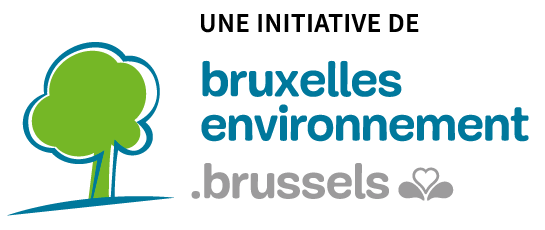 UNE INITIATIVE DE
bruxelles
environnement
.brussels